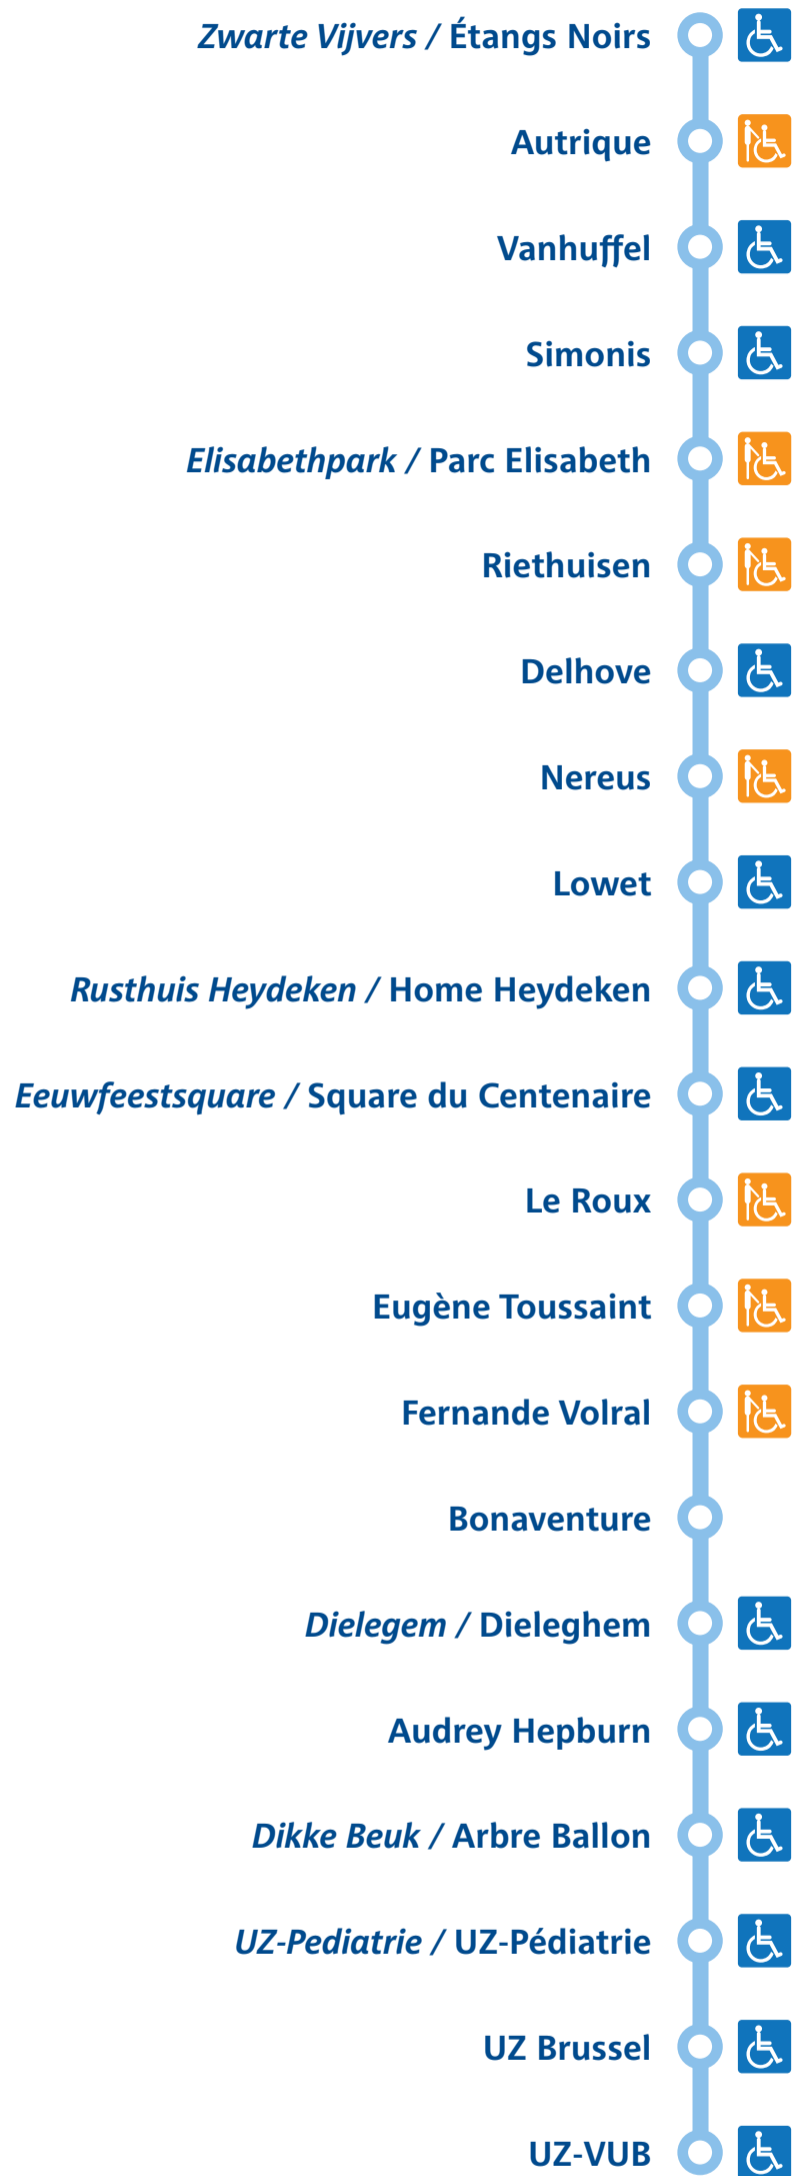 Zwarte Vijvers / Étangs Noirs
Autrique
Vanhuffel
Simonis
Elisabethpark / Parc Elisabeth
Riethuisen
Delhove
Nereus
Lowet
Rusthuis Heydeken / Home Heydeken
Eeuwfeestsquare / Square du Centenaire
Le Roux
Eugène Toussaint
Fernande Volral
Bonaventure
Dielegem / Dieleghem
Audrey Hepburn
Dikke Beuk / Arbre Ballon
UZ-Pediatrie / UZ-Pédiatrie
UZ Brussel
UZ-VUB